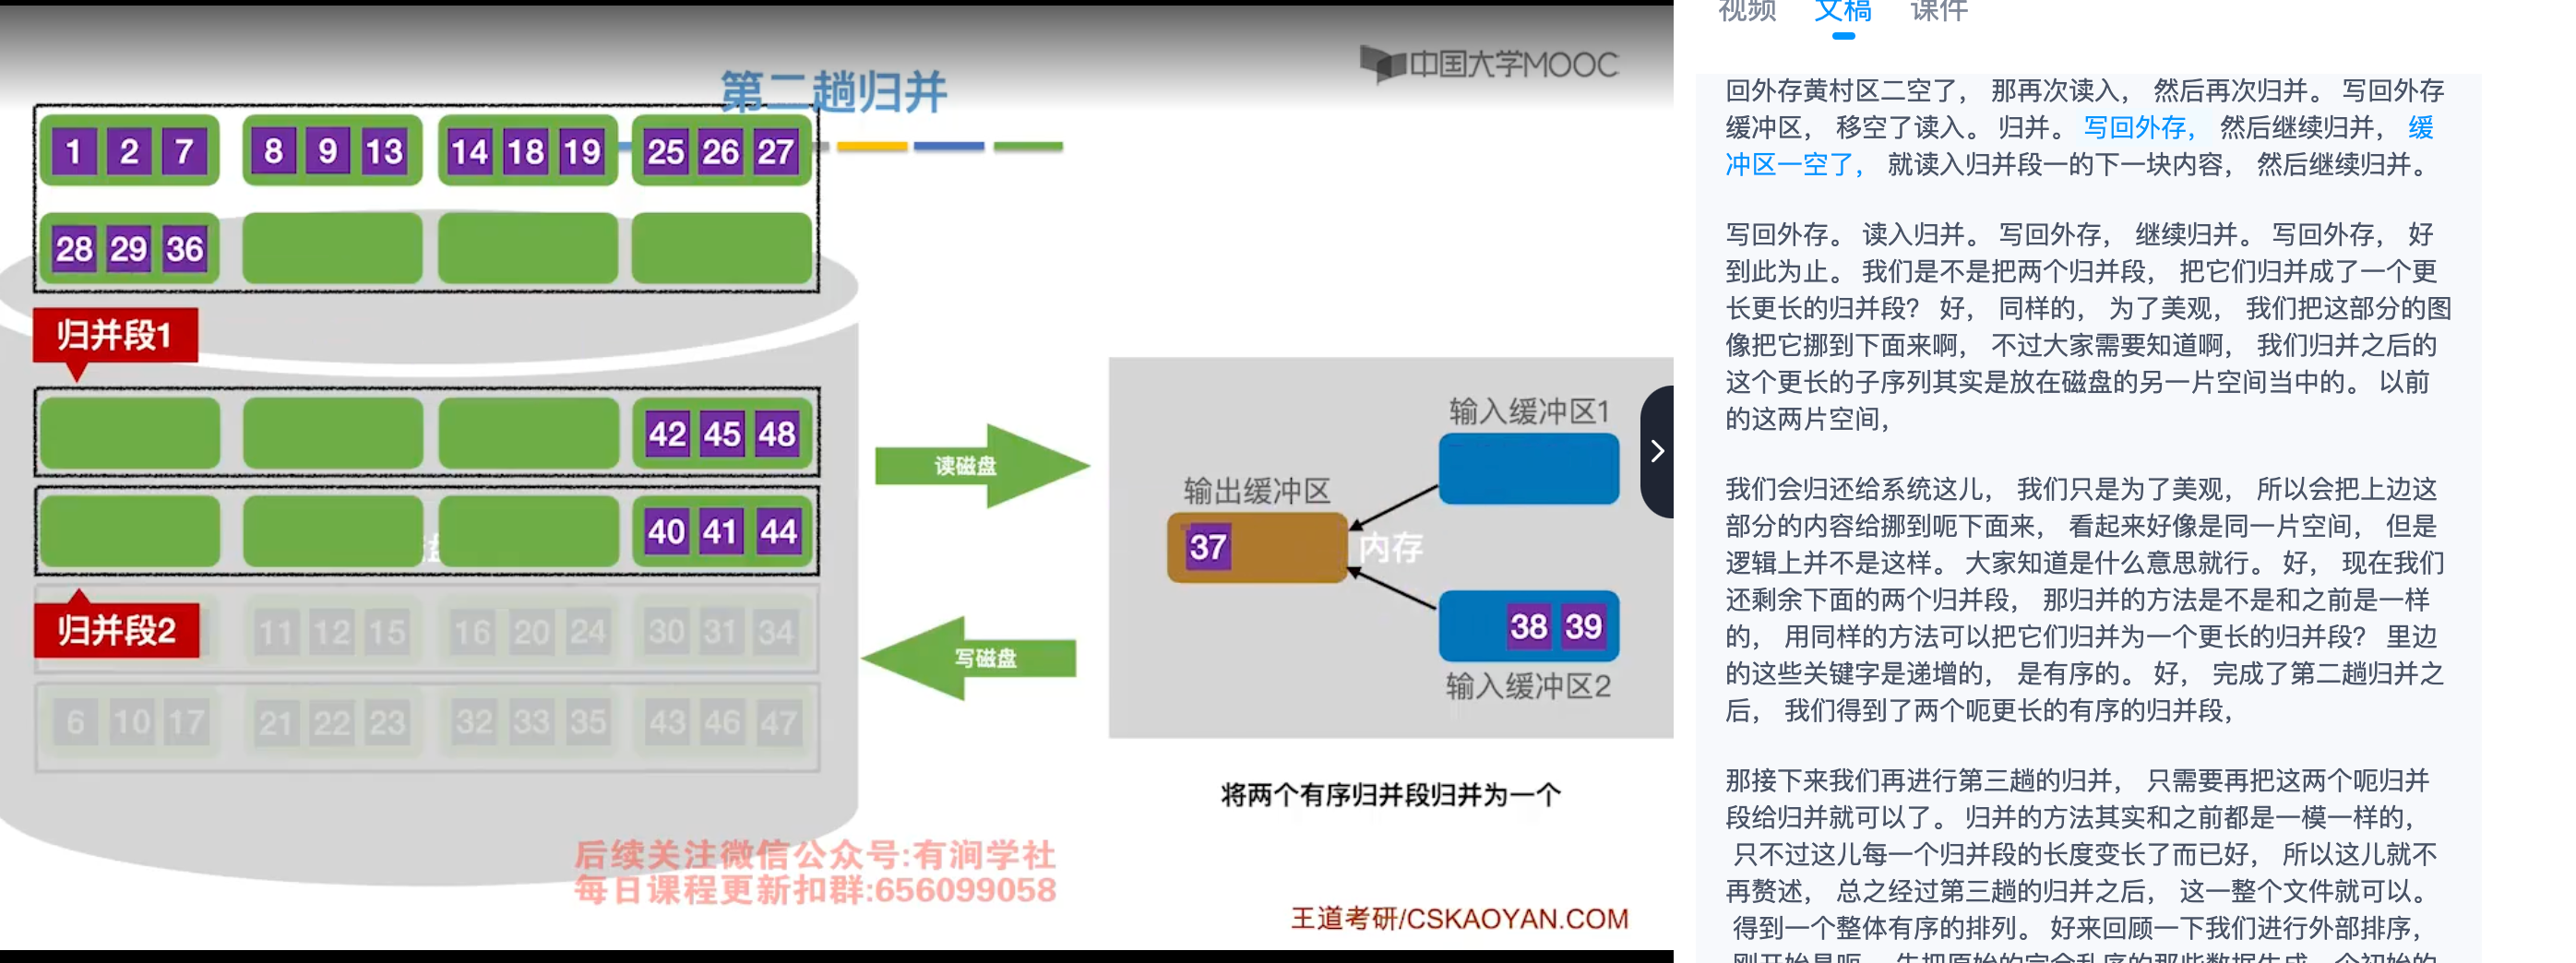 中国大学MOOC
第二趟归并
1 2 7 8 9 13 14 18 19 25 26 27
28 29 36
归并段1
42 45 48
40 41 44
归并段2
11 12 15 16 20 24 30 31 34
6 10 17 21 22 23 32 33 35 43 46 47
读磁盘
写磁盘
输入缓冲区1
输出缓冲区
37
内存
38 39
输入缓冲区2
将两个有序归并段归并为一个
后续关注微信公众号:有涧学社
每日课程更新扣群:656099058
王道考研/CSKAOYAN.COM
视频 文稿 课件
回外存黄村区二空了， 那再次读入， 然后再次归并。 写回外存
缓冲区， 移空了读入。 归并。 写回外存， 然后继续归并， 缓
冲区一空了， 就读入归并段一的下一块内容， 然后继续归并。
写回外存。 读入归并。 写回外存， 继续归并。 写回外存， 好
到此为止。 我们是不是把两个归并段， 把它们归并成了一个更
长更长的归并段? 好， 同样的， 为了美观， 我们把这部分的图
像把它挪到下面来啊， 不过大家需要知道啊， 我们归并之后的
这个更长的子序列其实是放在磁盘的另一片空间当中的。 以前
的这两片空间，
我们会归还给系统这儿， 我们只是为了美观， 所以会把上边这
部分的内容给挪到呃下面来， 看起来好像是同一片空间， 但是
逻辑上并不是这样。 大家知道是什么意思就行。 好， 现在我们
还剩余下面的两个归并段， 那归并的方法是不是和之前是一样
的， 用同样的方法可以把它们归并为一个更长的归并段? 里边
的这些关键字是递增的， 是有序的。 好， 完成了第二趟归并之
后， 我们得到了两个呃更长的有序的归并段，
那接下来我们再进行第三趟的归并， 只需要再把这两个呃归并
段给归并就可以了。 归并的方法其实和之前都是一模一样的，
只不过这儿每一个归并段的长度变长了而已好， 所以这儿就不
再赘述， 总之经过第三趟的归并之后， 这一整个文件就可以。
得到一个整体有序的排列。 好来回顾一下我们进行外部排序，